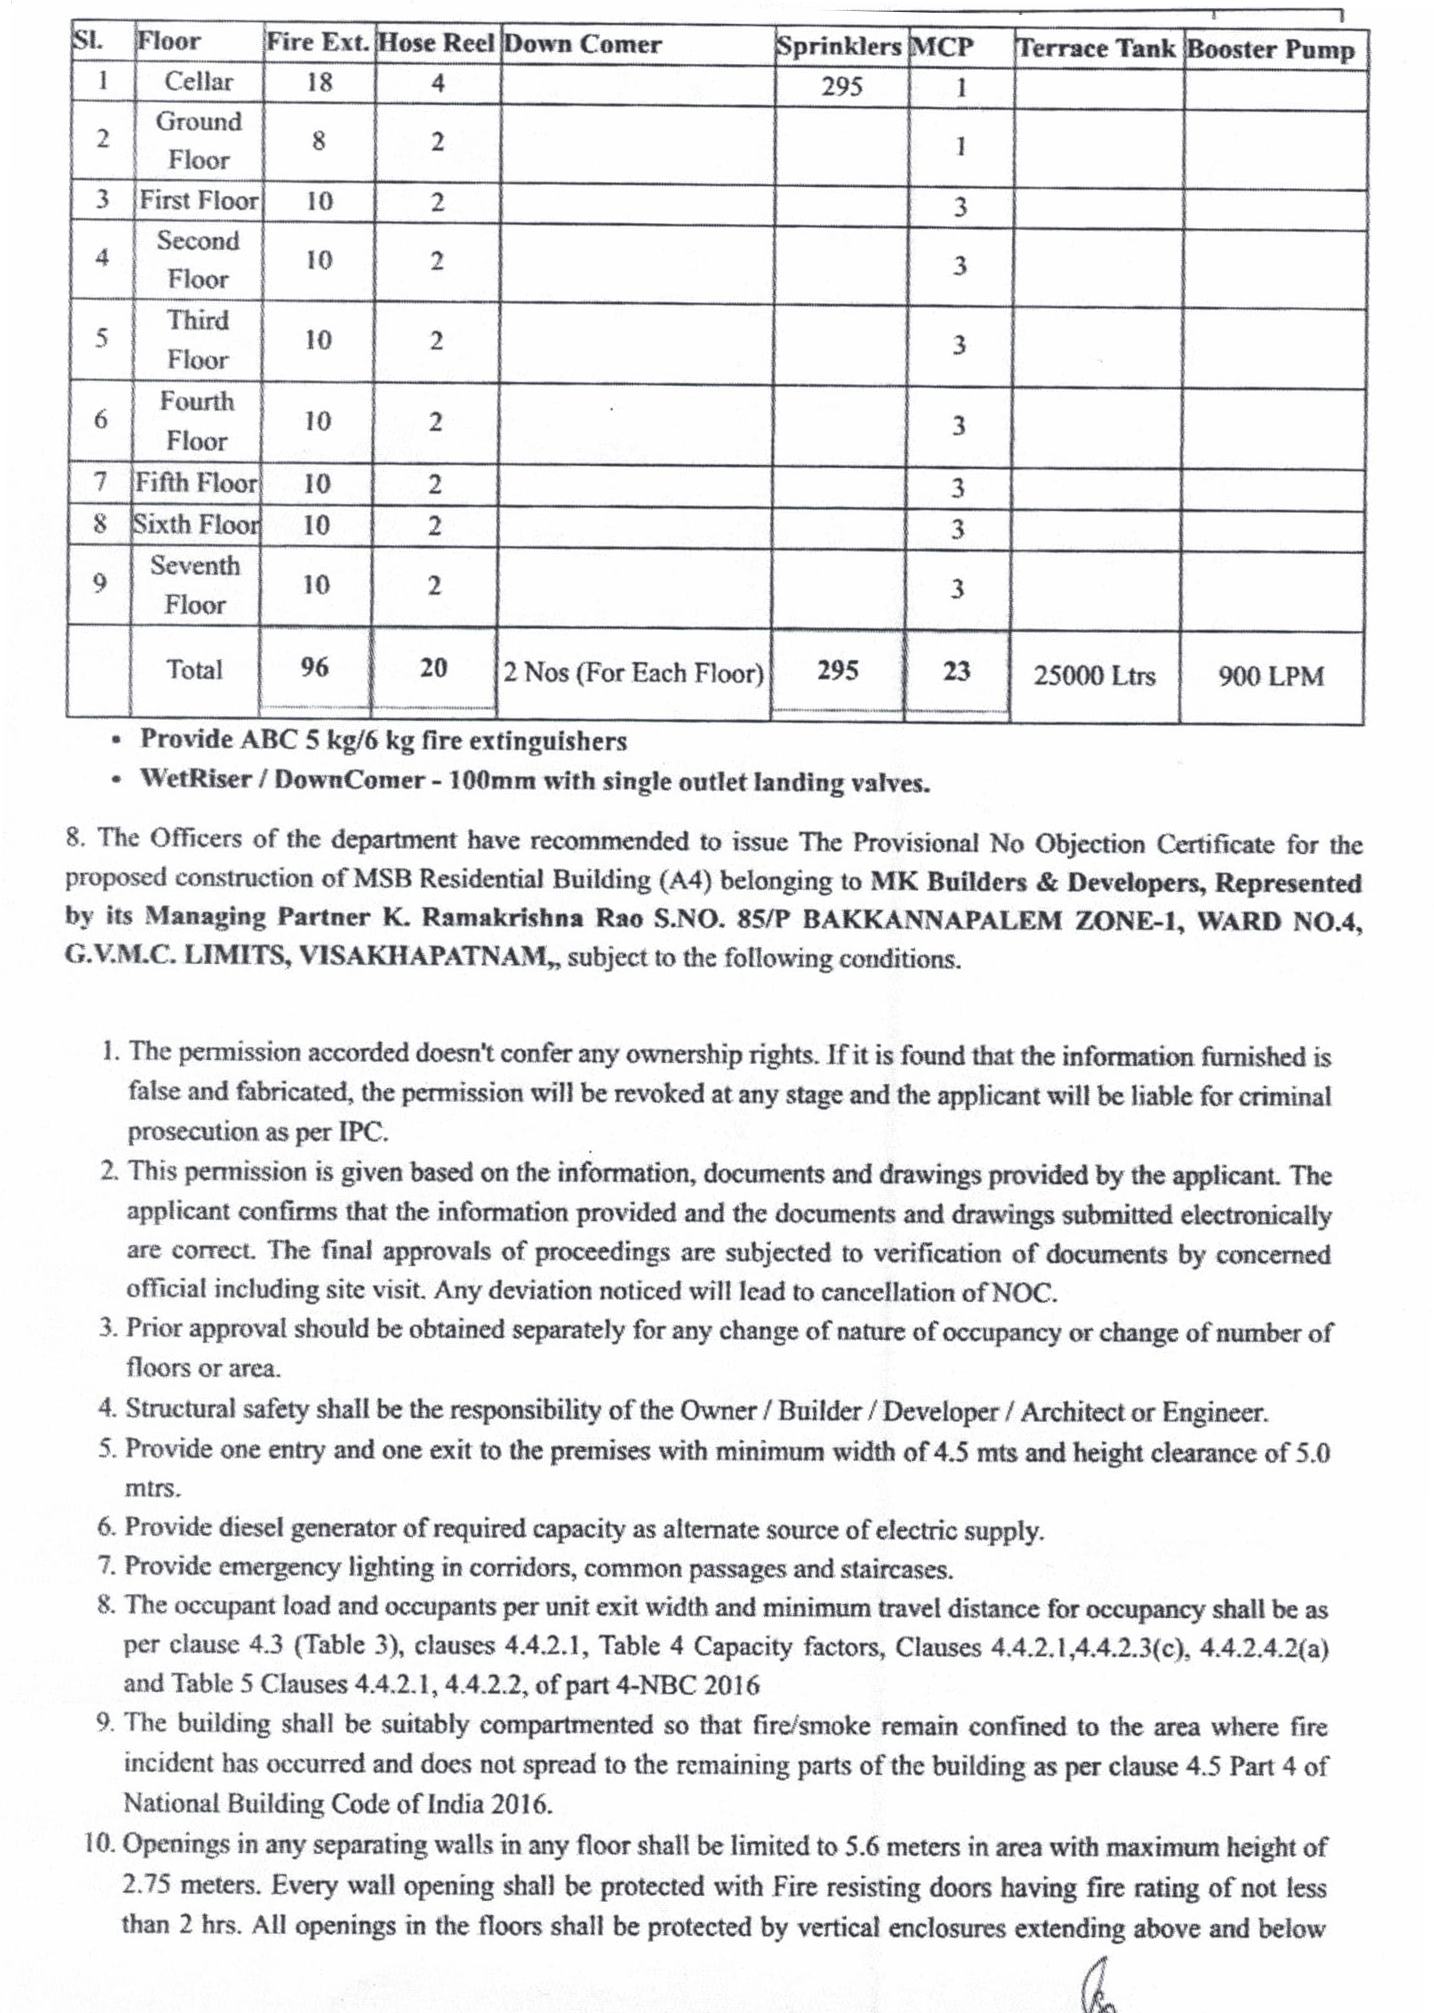 Sl. Floor Fire Ext. Hose Reel Down Comer Sprinklers MCP Terrace Tank Booster Pump
1 Cellar 18 4 295 1
2 Ground Floor 8 2 1
3 First Floor 10 2 3
4 Second Floor 10 2 3
5 Third Floor 10 2 3
6 Fourth Floor 10 2 3
7 Fifth Floor 10 2 3
8 Sixth Floor 10 2 3
9 Seventh Floor 10 2 3
Total 96 20 2 Nos (For Each Floor) 295 23 25000 Ltrs 900 LPM
• Provide ABC 5 kg/6 kg fire extinguishers
• WetRiser / DownComer - 100mm with single outlet landing valves.
8. The Officers of the department have recommended to issue The Provisional No Objection Certificate for the
proposed construction of MSB Residential Building (A4) belonging to MK Builders & Developers, Represented
by its Managing Partner K. Ramakrishna Rao S.NO. 85/P BAKKANNAPALEM ZONE-1, WARD NO.4,
G.V.M.C. LIMITS, VISAKHAPATNAM,, subject to the following conditions.
1. The permission accorded doesn't confer any ownership rights. If it is found that the information furnished is
false and fabricated, the permission will be revoked at any stage and the applicant will be liable for criminal
prosecution as per IPC.
2. This permission is given based on the information, documents and drawings provided by the applicant. The
applicant confirms that the information provided and the documents and drawings submitted electronically
are correct. The final approvals of proceedings are subjected to verification of documents by concerned
official including site visit. Any deviation noticed will lead to cancellation of NOC.
3. Prior approval should be obtained separately for any change of nature of occupancy or change of number of
floors or area.
4. Structural safety shall be the responsibility of the Owner / Builder / Developer / Architect or Engineer.
5. Provide one entry and one exit to the premises with minimum width of 4.5 mts and height clearance of 5.0
mtrs.
6. Provide diesel generator of required capacity as alternate source of electric supply.
7. Provide emergency lighting in corridors, common passages and staircases.
8. The occupant load and occupants per unit exit width and minimum travel distance for occupancy shall be as
per clause 4.3 (Table 3), clauses 4.4.2.1, Table 4 Capacity factors, Clauses 4.4.2.1,4.4.2.3(c), 4.4.2.4.2(a)
and Table 5 Clauses 4.4.2.1, 4.4.2.2, of part 4-NBC 2016
9. The building shall be suitably compartmented so that fire/smoke remain confined to the area where fire
incident has occurred and does not spread to the remaining parts of the building as per clause 4.5 Part 4 of
National Building Code of India 2016.
10. Openings in any separating walls in any floor shall be limited to 5.6 meters in area with maximum height of
2.75 meters. Every wall opening shall be protected with Fire resisting doors having fire rating of not less
than 2 hrs. All openings in the floors shall be protected by vertical enclosures extending above and below